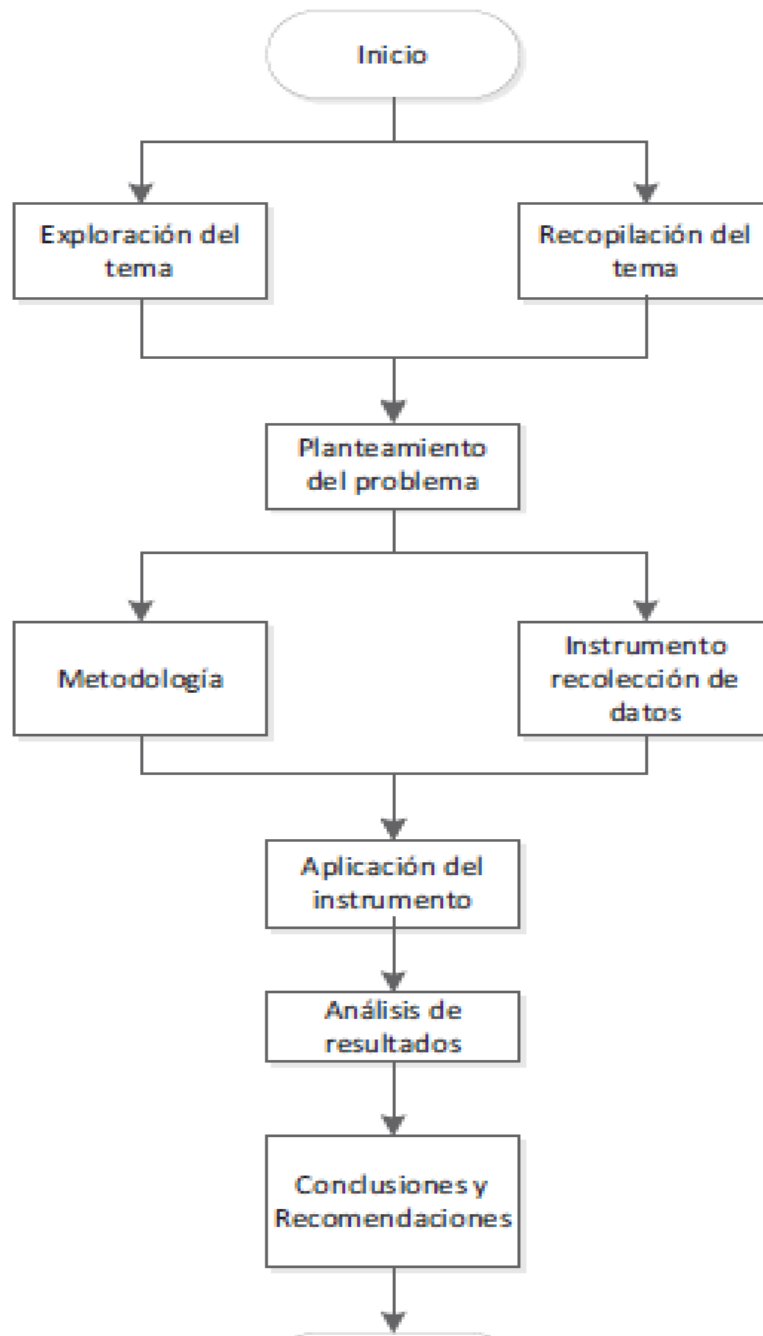 Inicio
Exploración del
tema
Recopilación del
tema
Planteamiento
del problema
Metodología
Instrumento
recolección de
datos
Aplicación del
instrumento
Análisis de
resultados
Conclusiones y
Recomendaciones